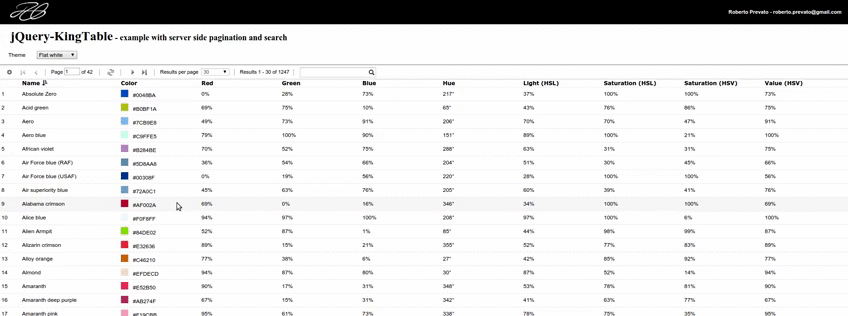 Roberto Prevato - roberto.prevato@gmail.com
jQuery-KingTable - example with server side pagination and search
Theme Flat white
Page 1 of 42 Results per page 30 Results 1 - 30 of 1247
Name Color Red Green Blue Hue Light (HSL) Saturation (HSL) Saturation (HSV) Value (HSV)
1 Absolute Zero #0048BA 0% 28% 73% 217° 37% 100% 100% 73%
2 Acid green #B0BF1A 69% 75% 10% 65° 43% 76% 86% 75%
3 Aero #7CB9E8 49% 73% 91% 206° 70% 70% 47% 91%
4 Aero blue #C9FFE5 79% 100% 90% 151° 89% 100% 21% 100%
5 African violet #B284BE 70% 52% 75% 288° 63% 31% 31% 75%
6 Air Force blue (RAF) #5D8AA8 36% 54% 66% 204° 51% 30% 45% 66%
7 Air Force blue (USAF) #00308F 0% 19% 56% 220° 28% 100% 100% 56%
8 Air superiority blue #72A0C1 45% 63% 76% 205° 60% 39% 41% 76%
9 Alabama crimson #AF002A 69% 0% 16% 346° 34% 100% 100% 69%
10 Alice blue #F0F8FF 94% 97% 100% 208° 97% 100% 6% 100%
11 Alien Armpit #84DE02 52% 87% 1% 85° 44% 98% 99% 87%
12 Alizarin crimson #E32636 89% 15% 21% 355° 52% 77% 83% 89%
13 Alloy orange #C46210 77% 38% 6% 27° 42% 85% 92% 77%
14 Almond #EFDECD 94% 87% 80% 30° 87% 52% 14% 94%
15 Amaranth #E52B50 90% 17% 31% 348° 53% 78% 81% 90%
16 Amaranth deep purple #AB274F 67% 15% 31% 342° 41% 63% 77% 67%
17 Amaranth pink #F19CBB 95% 61% 73% 338° 78% 75% 35% 95%